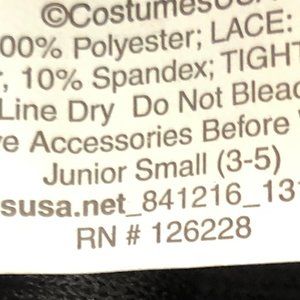 ©CostumesUSA
00% Polyester; LACE:
, 10% Spandex; TIGHT
Line Dry Do Not Bleac
e Accessories Before
Junior Small (3-5)
susa.net_841216_13
RN # 126228